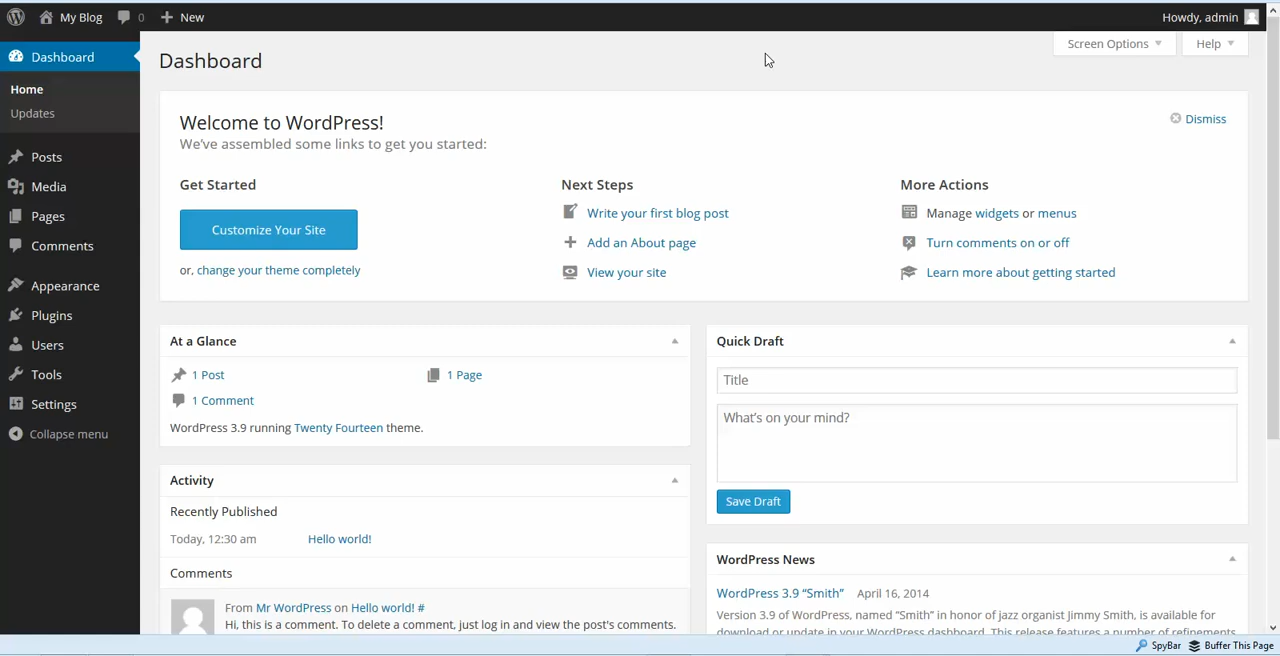 My Blog 0 New Howdy, admin
Dashboard
Home
Updates
Posts
Media
Pages
Comments
Appearance
Plugins
Users
Tools
Settings
Collapse menu
Screen Options Help
Dashboard
Welcome to WordPress!
We've assembled some links to get you started:
Dismiss
Get Started
Customize Your Site
or, change your theme completely
Next Steps
Write your first blog post
Add an About page
View your site
More Actions
Manage widgets or menus
Turn comments on or off
Learn more about getting started
At a Glance
1 Post 1 Page
1 Comment
WordPress 3.9 running Twenty Fourteen theme.
Activity
Recently Published
Today, 12:30 am Hello world!
Comments
From Mr WordPress on Hello world! #
Hi, this is a comment. To delete a comment, just log in and view the post's comments.
Quick Draft
Title
What's on your mind?
Save Draft
WordPress News
WordPress 3.9 “Smith” April 16, 2014
Version 3.9 of WordPress, named “Smith” in honor of jazz organist Jimmy Smith, is available for
download or update in your WordPress dashboard. This release features a number of refinements
SpyBar Buffer This Page